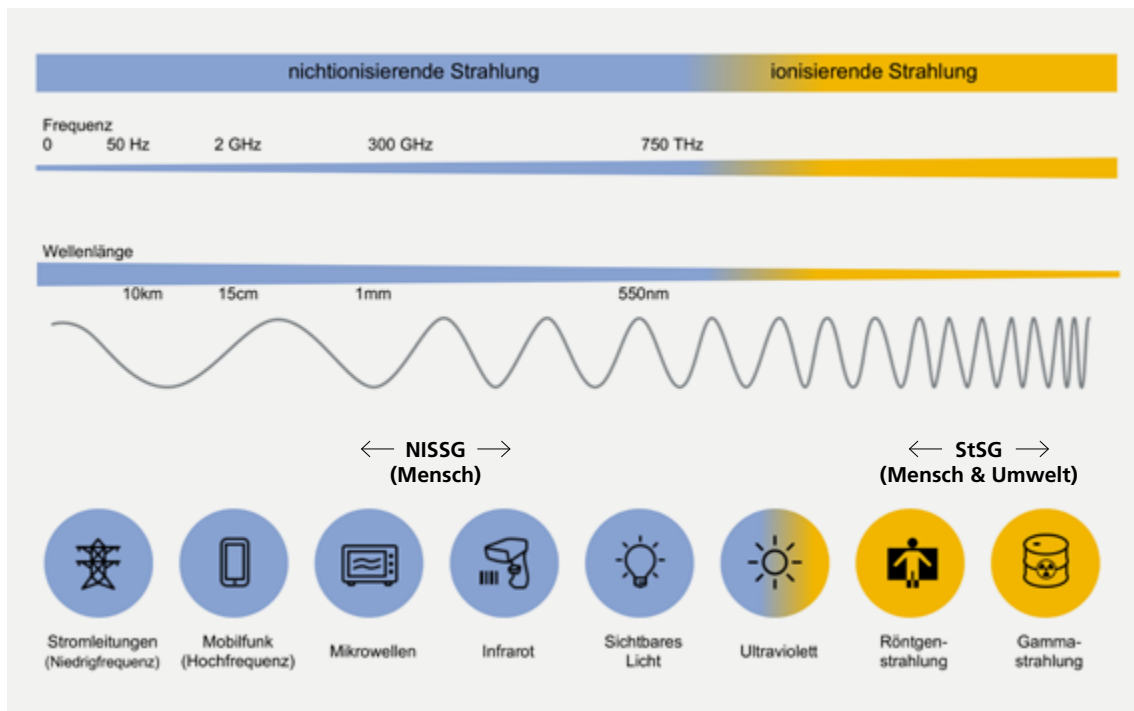 nichtionisierende Strahlung
ionisierende Strahlung
Frequenz
0 50 Hz 2 GHz 300 GHz 750 THz
Wellenlänge
10km 15cm 1mm 550nm
← NISSG →
(Mensch)
← StSG →
(Mensch & Umwelt)
Stromleitungen
(Niedrigfrequenz)
Mobilfunk
(Hochfrequenz)
Mikrowellen
Infrarot
Sichtbares
Licht
Ultraviolett
Röntgen-
strahlung
Gamma-
strahlung